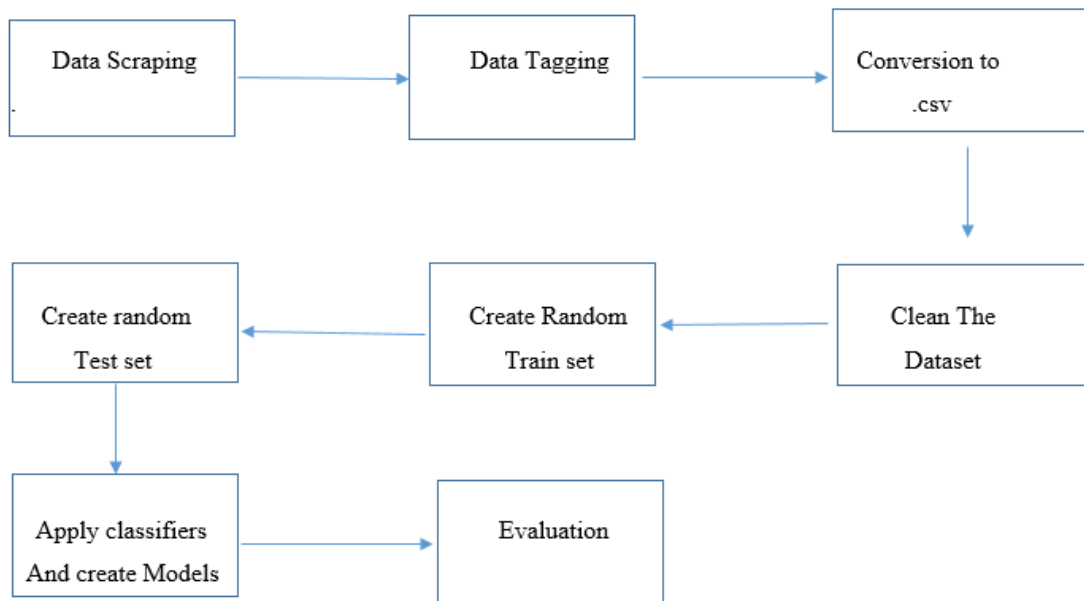 Data Scraping
.
Data Tagging
Conversion to
.csv
Clean The
Dataset
Create Random
Train set
Create random
Test set
Apply classifiers
And create Models
Evaluation